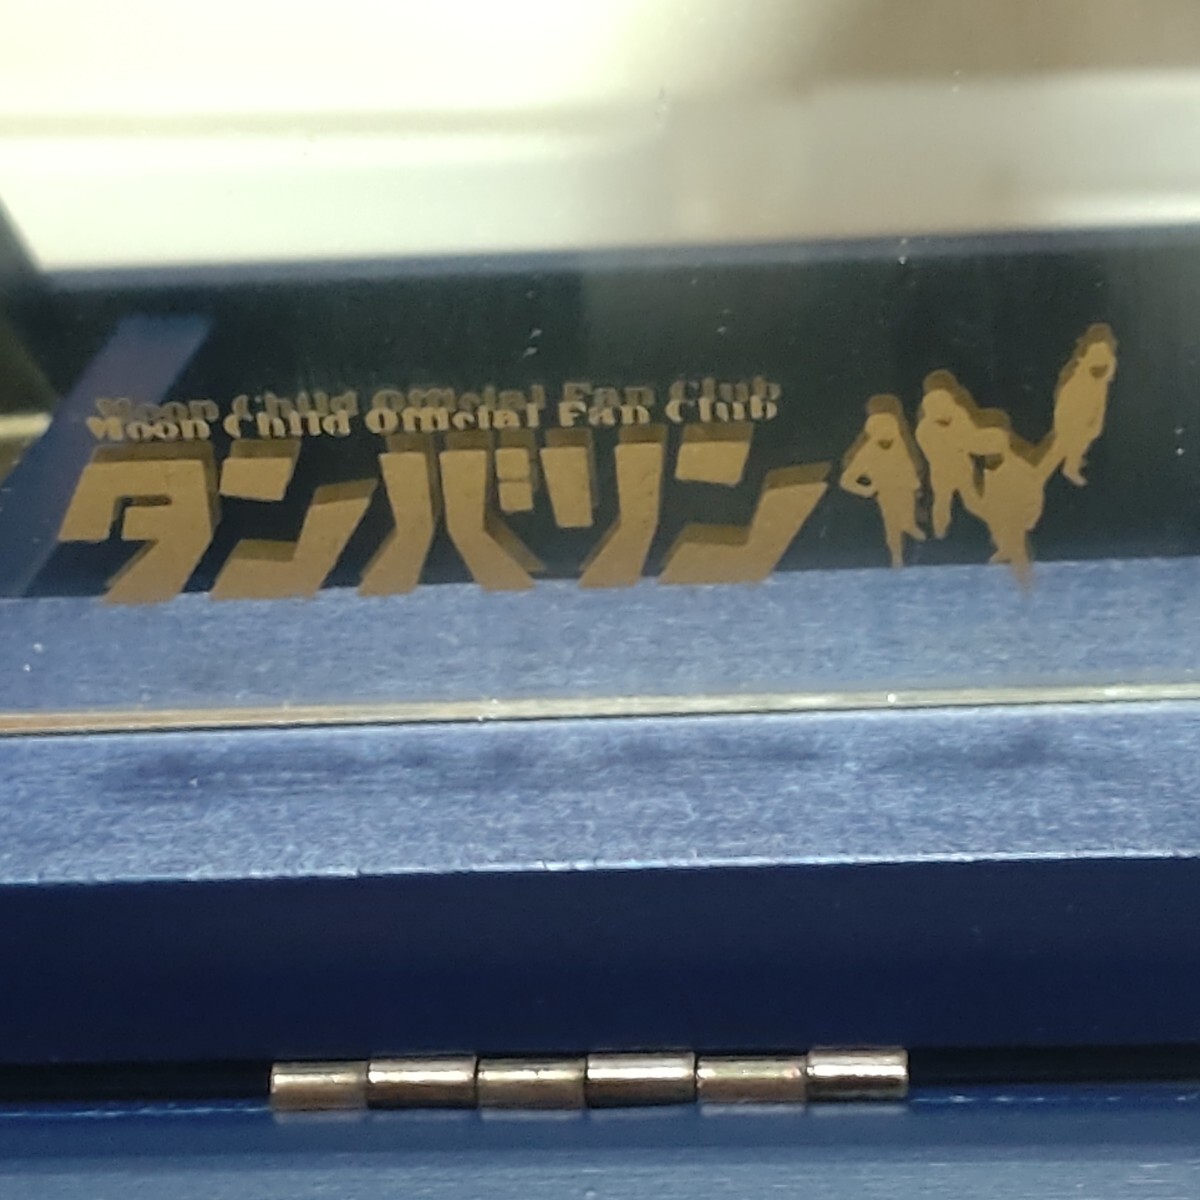 Moon Child Official Fan Club
タンバリン